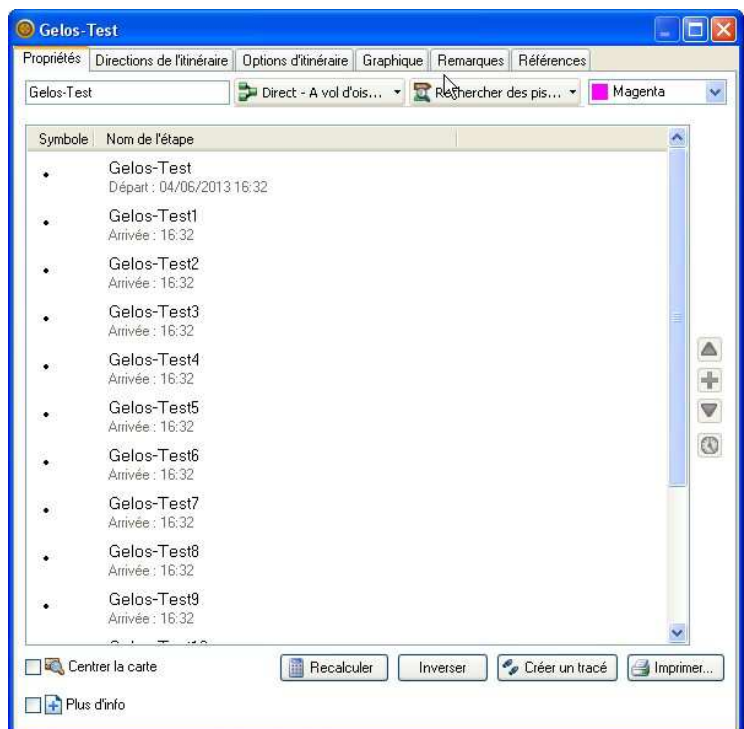 Gelos-Test
Propriétés Directions de l'itinéraire Options d'itinéraire Graphique Remarques Références
Gelos-Test Direct - A vol d'ois... Rechercher des pis... Magenta
Symbole Nom de l'étape
Gelos-Test
Départ : 04/06/2013 16:32
Gelos-Test1
Arrivée : 16:32
Gelos-Test2
Arrivée : 16:32
Gelos-Test3
Arrivée : 16:32
Gelos-Test4
Arrivée : 16:32
Gelos-Test5
Arrivée : 16:32
Gelos-Test6
Arrivée : 16:32
Gelos-Test7
Arrivée : 16:32
Gelos-Test8
Arrivée : 16:32
Gelos-Test9
Arrivée : 16:32
Centrer la carte Recalculer Inverser Créer un tracé Imprimer...
Plus d'info